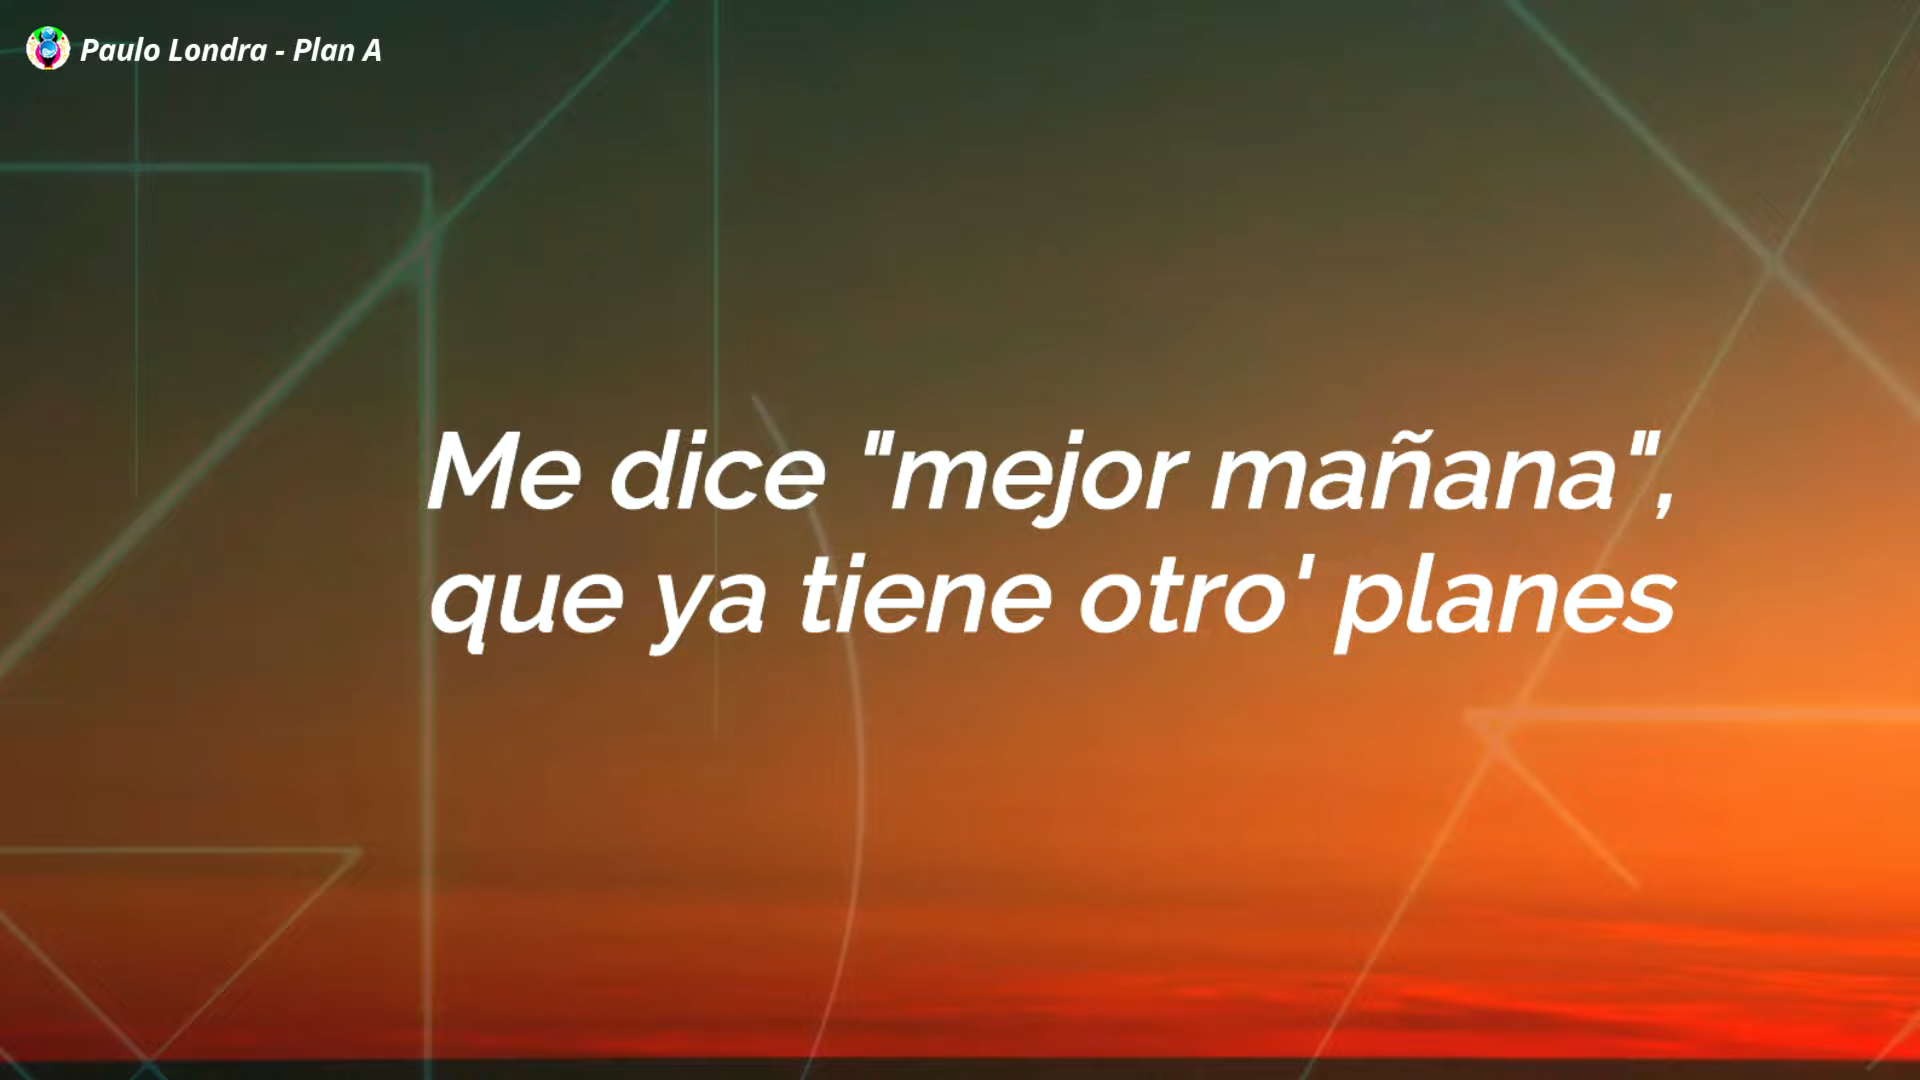 Paulo Londra - Plan A
Me dice "mejor mañana",
que ya tiene otro' planes